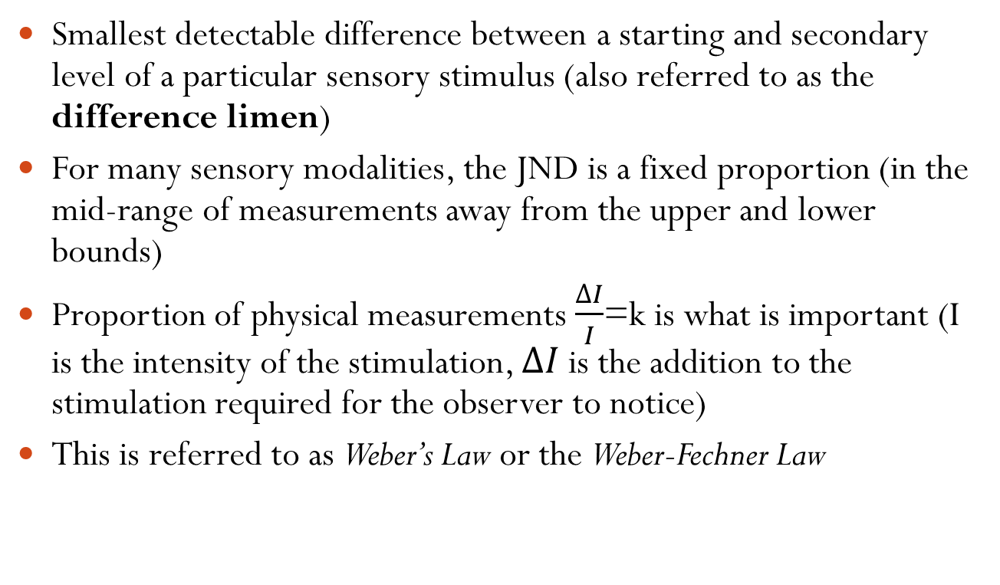 • Smallest detectable difference between a starting and secondary
level of a particular sensory stimulus (also referred to as the
difference limen)
• For many sensory modalities, the JND is a fixed proportion (in the
mid-range of measurements away from the upper and lower
bounds)
• Proportion of physical measurements ΔI/I=k is what is important (I
is the intensity of the stimulation, ΔI is the addition to the
stimulation required for the observer to notice)
• This is referred to as Weber’s Law or the Weber-Fechner Law